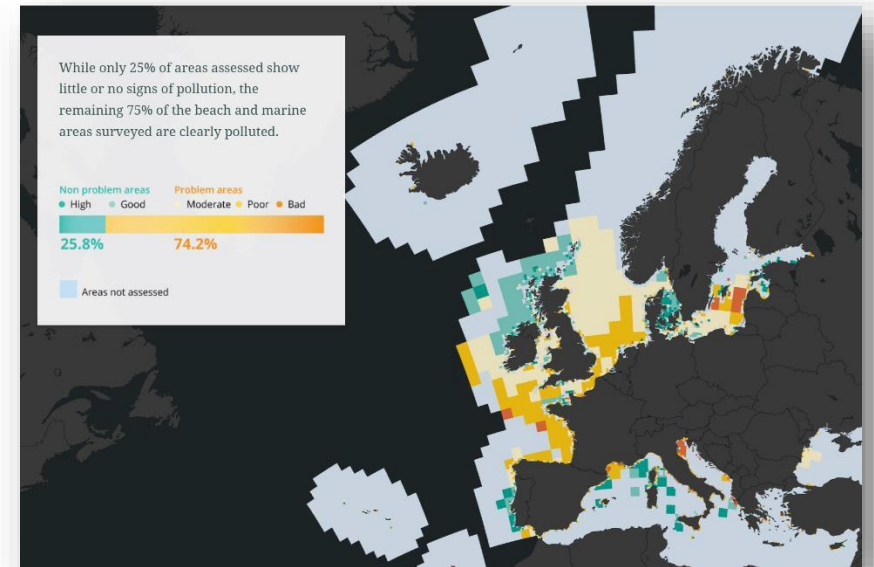 While only 25% of areas assessed show
little or no signs of pollution, the
remaining 75% of the beach and marine
areas surveyed are clearly polluted.
Non problem areas Problem areas
High Good Moderate Poor Bad
25.8% 74.2%
Areas not assessed